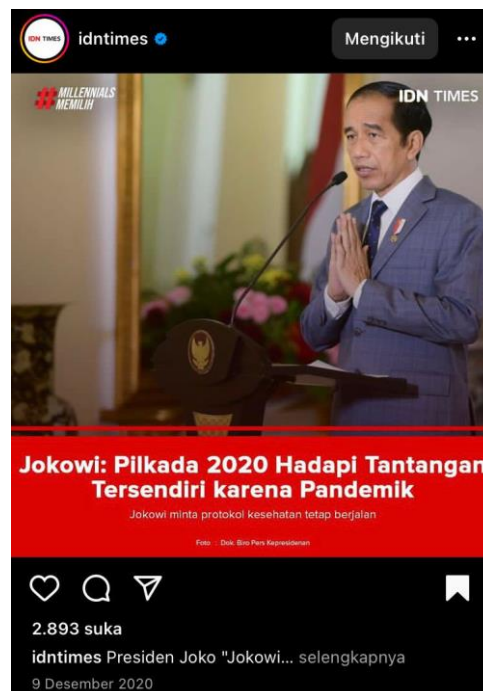 IDN TIMES
idntimes
Mengikuti
#MILLENNIALS
MEMILIH
IDN TIMES
Jokowi: Pilkada 2020 Hadapi Tantangan
Tersendiri karena Pandemik
Jokowi minta protokol kesehatan tetap berjalan
Foto : Dok. Biro Pers Kepresidenan
2.893 suka
idntimes Presiden Joko "Jokowi... selengkapnya
9 Desember 2020